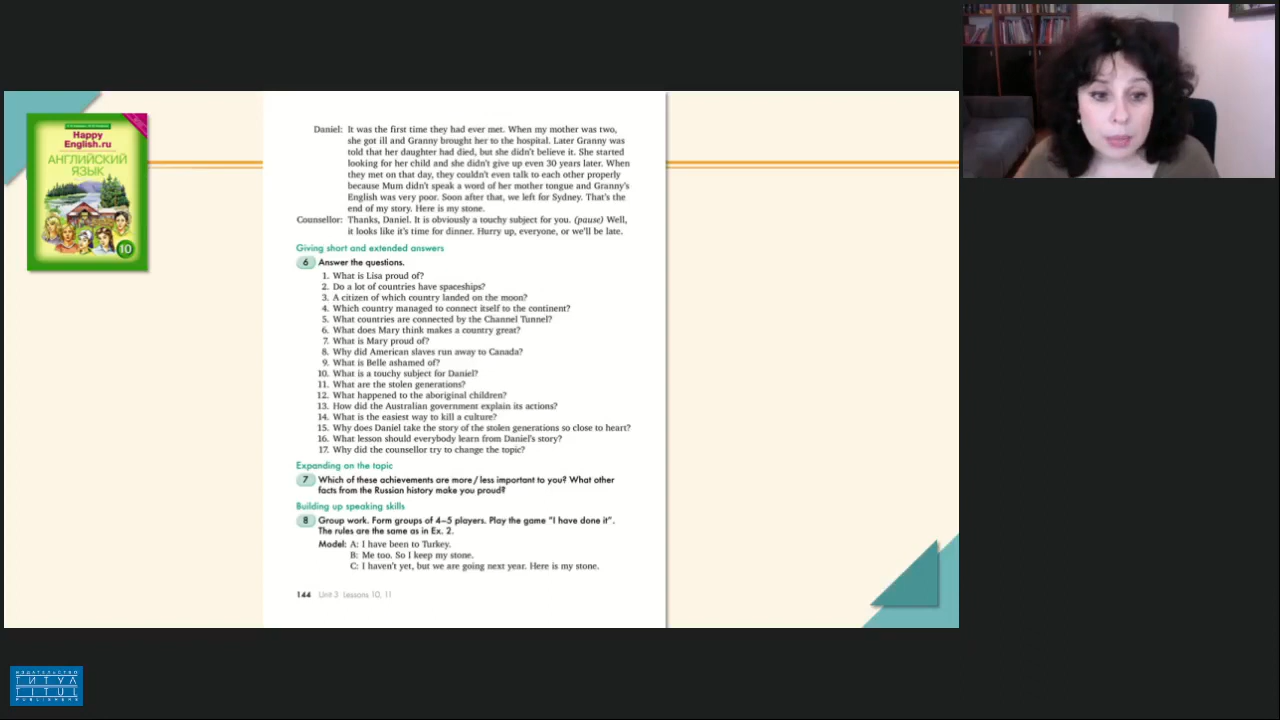 Happy
English.ru
АНГЛИЙСКИЙ
ЯЗЫК
10
Daniel: It was the first time they had ever met. When my mother was two,
she got ill and Granny brought her to the hospital. Later Granny was
told that her daughter had died, but she didn't believe it. She started
looking for her child and she didn't give up even 30 years later. When
they met on that day, they couldn't even talk to each other properly
because Mum didn't speak a word of her mother tongue and Granny's
English was very poor. Soon after that, we left for Sydney. That's the
end of my story. Here is my stone.
Counsellor: Thanks, Daniel. It is obviously a touchy subject for you. (pause) Well,
it looks like it's time for dinner. Hurry up, everyone, or we'll be late.
Giving short and extended answers
6 Answer the questions.
1. What is Lisa proud of?
2. Do a lot of countries have spaceships?
3. A citizen of which country landed on the moon?
4. Which country managed to connect itself to the continent?
5. What countries are connected by the Channel Tunnel?
6. What does Mary think makes a country great?
7. What is Mary proud of?
8. Why did American slaves run away to Canada?
9. What is Belle ashamed of?
10. What is a touchy subject for Daniel?
11. What are the stolen generations?
12. What happened to the aboriginal children?
13. How did the Australian government explain its actions?
14. What is the easiest way to kill a culture?
15. Why does Daniel take the story of the stolen generations so close to heart?
16. What lesson should everybody learn from Daniel's story?
17. Why did the counsellor try to change the topic?
Expanding on the topic
7 Which of these achievements are more / less important to you? What other
facts from the Russian history make you proud?
Building up speaking skills
8 Group work. Form groups of 4–5 players. Play the game "I have done it".
The rules are the same as in Ex. 2.
Model: A: I have been to Turkey.
B: Me too. So I keep my stone.
C: I haven't yet, but we are going next year. Here is my stone.
144 Unit 3 Lessons 10, 11
ИЗДАТЕЛЬСТВО
ТИТУЛ
TITUL
PUBLISHERS